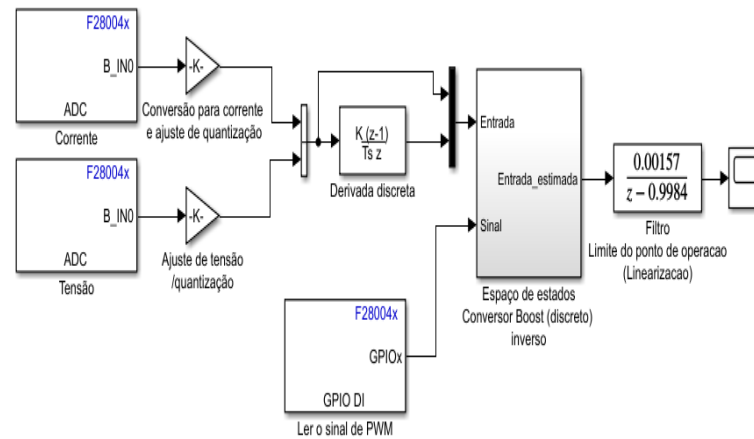 F28004x
B_IN0
ADC
Corrente
-K-
Conversão para corrente
e ajuste de quantização
F28004x
B_IN0
ADC
Tensão
-K-
Ajuste de tensão
/quantização
K (z-1)
Ts z
Derivada discreta
F28004x
GPIOx
GPIO DI
Ler o sinal de PWM
Entrada
Entrada_estimada
Sinal
Espaço de estados
Conversor Boost (discreto)
inverso
0.00157
z − 0.9984
Filtro
Limite do ponto de operacao
(Linearizacao)